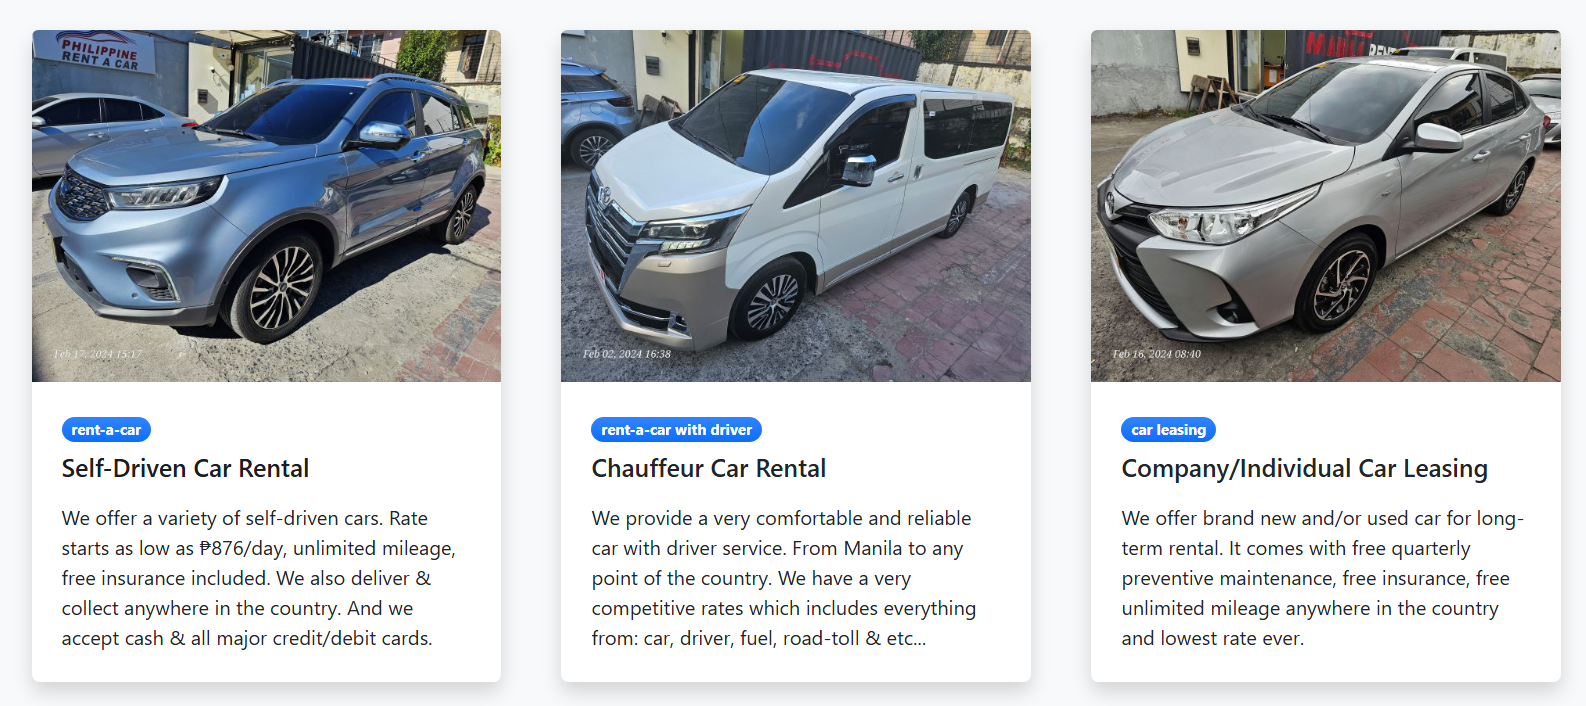 PHILIPPINE
RENT A CAR
Feb 17, 2024 15:17
rent-a-car
Self-Driven Car Rental
We offer a variety of self-driven cars. Rate
starts as low as ₱876/day, unlimited mileage,
free insurance included. We also deliver &
collect anywhere in the country. And we
accept cash & all major credit/debit cards.
Feb 02, 2024 16:38
rent-a-car with driver
Chauffeur Car Rental
We provide a very comfortable and reliable
car with driver service. From Manila to any
point of the country. We have a very
competitive rates which includes everything
from: car, driver, fuel, road-toll & etc...
MANILA RENT
Feb 16, 2024 08:40
car leasing
Company/Individual Car Leasing
We offer brand new and/or used car for long-
term rental. It comes with free quarterly
preventive maintenance, free insurance, free
unlimited mileage anywhere in the country
and lowest rate ever.